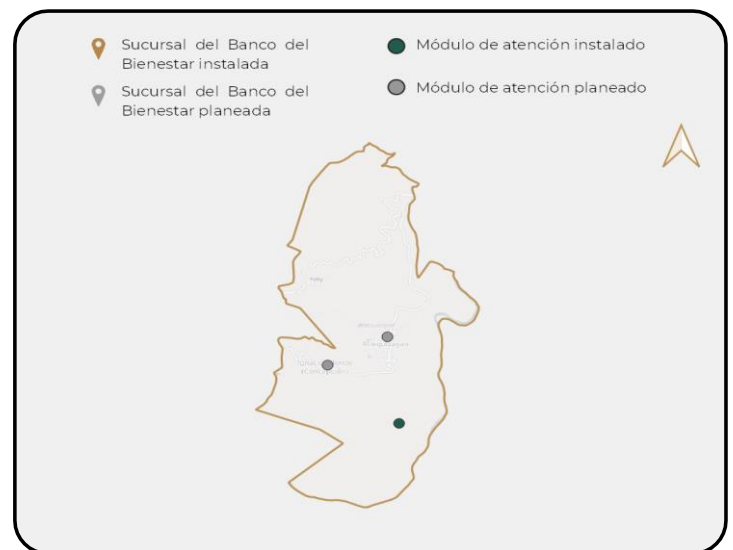 Sucursal del Banco del
Bienestar instalada
Sucursal del Banco del
Bienestar planeada
Módulo de atención instalado
Módulo de atención planeado